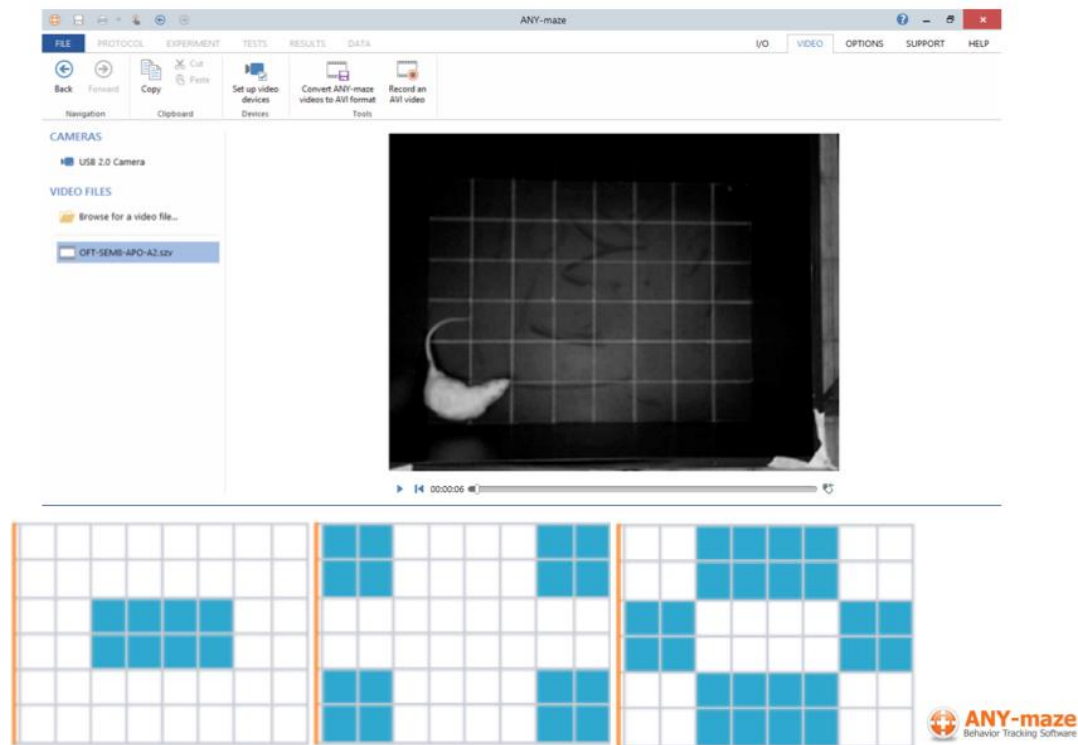 ANY-maze
FILE PROTOCOL EXPERIMENT TESTS RESULTS DATA I/O VIDEO OPTIONS SUPPORT HELP
Back Forward Copy Cut Paste Set up video devices Convert ANY-maze videos to AVI format Record an AVI video
Navigation Clipboard Devices Tools
CAMERAS
USB 2.0 Camera
VIDEO FILES
Browse for a video file...
OFT-SEM8-APO-A2.szv
00:00:06
ANY-maze
Behavior Tracking Software